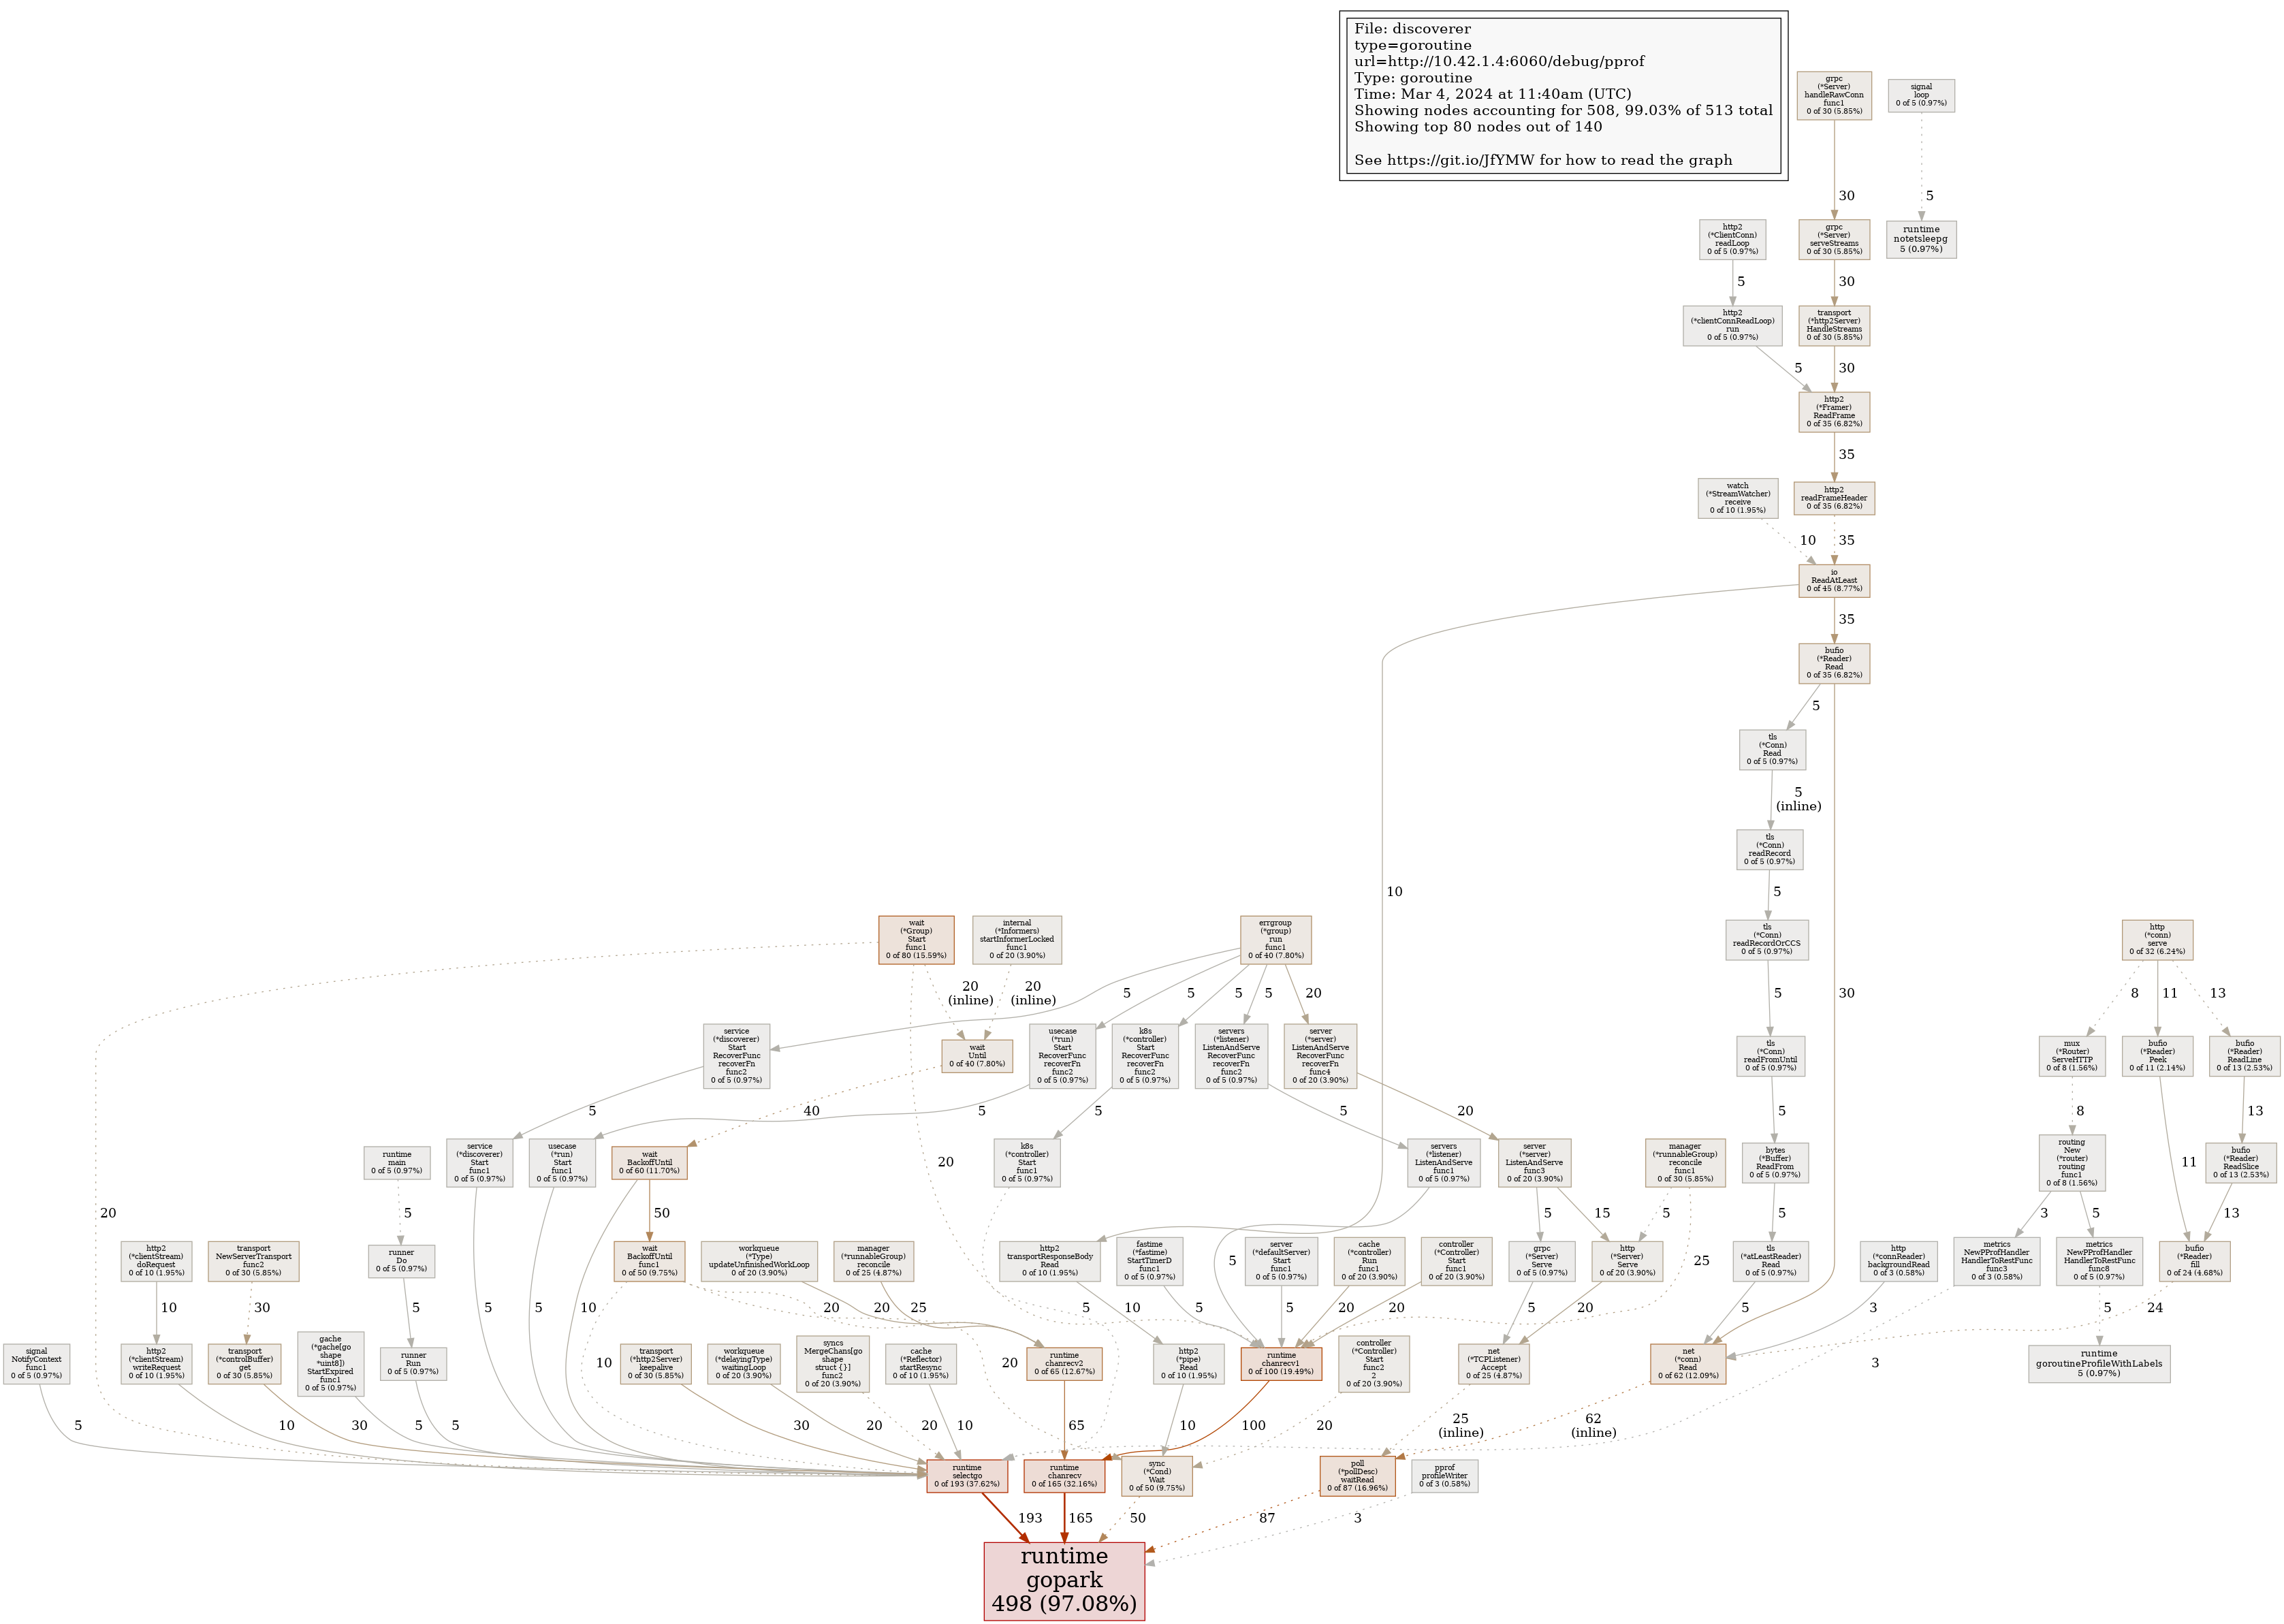 File: discoverer
type=goroutine
url=http://10.42.1.4:6060/debug/pprof
Type: goroutine
Time: Mar 4, 2024 at 11:40am (UTC)
Showing nodes accounting for 508, 99.03% of 513 total
Showing top 80 nodes out of 140
See https://git.io/JfYMW for how to read the graph
grpc
(*Server)
handleRawConn
func1
0 of 30 (5.85%)
signal
loop
0 of 5 (0.97%)
30
5
http2
(*ClientConn)
readLoop
0 of 5 (0.97%)
grpc
(*Server)
serveStreams
0 of 30 (5.85%)
runtime
notetsleepg
5 (0.97%)
5
30
http2
(*clientConnReadLoop)
run
0 of 5 (0.97%)
transport
(*http2Server)
HandleStreams
0 of 30 (5.85%)
5
30
http2
(*Framer)
ReadFrame
0 of 35 (6.82%)
35
watch
(*StreamWatcher)
receive
0 of 10 (1.95%)
http2
readFrameHeader
0 of 35 (6.82%)
10
35
io
ReadAtLeast
0 of 45 (8.77%)
35
bufio
(*Reader)
Read
0 of 35 (6.82%)
5
tls
(*Conn)
Read
0 of 5 (0.97%)
5
(inline)
tls
(*Conn)
readRecord
0 of 5 (0.97%)
10
5
30
wait
(*Group)
Start
func1
0 of 80 (15.59%)
internal
(*Informers)
startInformerLocked
func1
0 of 20 (3.90%)
errgroup
(*group)
run
func1
0 of 40 (7.80%)
tls
(*Conn)
readRecordOrCCS
0 of 5 (0.97%)
http
(*conn)
serve
0 of 32 (6.24%)
20
(inline)
20
(inline)
5
5
5
5
20
5
8
11
13
service
(*discoverer)
Start
RecoverFunc
recoverFn
func2
0 of 5 (0.97%)
wait
Until
0 of 40 (7.80%)
usecase
(*run)
Start
RecoverFunc
recoverFn
func2
0 of 5 (0.97%)
k8s
(*controller)
Start
RecoverFunc
recoverFn
func2
0 of 5 (0.97%)
servers
(*listener)
ListenAndServe
RecoverFunc
recoverFn
func2
0 of 5 (0.97%)
server
(*server)
ListenAndServe
RecoverFunc
recoverFn
func4
0 of 20 (3.90%)
tls
(*Conn)
readFromUntil
0 of 5 (0.97%)
mux
(*Router)
ServeHTTP
0 of 8 (1.56%)
bufio
(*Reader)
Peek
0 of 11 (2.14%)
bufio
(*Reader)
ReadLine
0 of 13 (2.53%)
5
40
5
5
5
20
5
8
13
runtime
main
0 of 5 (0.97%)
service
(*discoverer)
Start
func1
0 of 5 (0.97%)
usecase
(*run)
Start
func1
0 of 5 (0.97%)
wait
BackoffUntil
0 of 60 (11.70%)
20
k8s
(*controller)
Start
func1
0 of 5 (0.97%)
servers
(*listener)
ListenAndServe
func1
0 of 5 (0.97%)
server
(*server)
ListenAndServe
func3
0 of 20 (3.90%)
manager
(*runnableGroup)
reconcile
func1
0 of 30 (5.85%)
bytes
(*Buffer)
ReadFrom
0 of 5 (0.97%)
routing
New
(*router)
routing
func1
0 of 8 (1.56%)
11
bufio
(*Reader)
ReadSlice
0 of 13 (2.53%)
20
5
50
5
15
5
5
3
5
13
http2
(*clientStream)
doRequest
0 of 10 (1.95%)
transport
NewServerTransport
func2
0 of 30 (5.85%)
runner
Do
0 of 5 (0.97%)
wait
BackoffUntil
func1
0 of 50 (9.75%)
workqueue
(*Type)
updateUnfinishedWorkLoop
0 of 20 (3.90%)
manager
(*runnableGroup)
reconcile
0 of 25 (4.87%)
http2
transportResponseBody
Read
0 of 10 (1.95%)
fastime
(*fastime)
StartTimerD
func1
0 of 5 (0.97%)
5
server
(*defaultServer)
Start
func1
0 of 5 (0.97%)
cache
(*controller)
Run
func1
0 of 20 (3.90%)
controller
(*Controller)
Start
func1
0 of 20 (3.90%)
grpc
(*Server)
Serve
0 of 5 (0.97%)
http
(*Server)
Serve
0 of 20 (3.90%)
25
tls
(*atLeastReader)
Read
0 of 5 (0.97%)
http
(*connReader)
backgroundRead
0 of 3 (0.58%)
metrics
NewPProfHandler
HandlerToRestFunc
func3
0 of 3 (0.58%)
metrics
NewPProfHandler
HandlerToRestFunc
func8
0 of 5 (0.97%)
bufio
(*Reader)
fill
0 of 24 (4.68%)
10
30
5
5
5
10
20
20
25
5
10
5
5
20
20
5
20
5
3
5
24
signal
NotifyContext
func1
0 of 5 (0.97%)
http2
(*clientStream)
writeRequest
0 of 10 (1.95%)
transport
(*controlBuffer)
get
0 of 30 (5.85%)
gache
(*gache[go
shape
*uint8])
StartExpired
func1
0 of 5 (0.97%)
runner
Run
0 of 5 (0.97%)
10
transport
(*http2Server)
keepalive
0 of 30 (5.85%)
workqueue
(*delayingType)
waitingLoop
0 of 20 (3.90%)
syncs
MergeChans[go
shape
struct {}]
func2
0 of 20 (3.90%)
cache
(*Reflector)
startResync
0 of 10 (1.95%)
20
runtime
chanrecv2
0 of 65 (12.67%)
http2
(*pipe)
Read
0 of 10 (1.95%)
runtime
chanrecv1
0 of 100 (19.49%)
controller
(*Controller)
Start
func2
2
0 of 20 (3.90%)
net
(*TCPListener)
Accept
0 of 25 (4.87%)
net
(*conn)
Read
0 of 62 (12.09%)
3
runtime
goroutineProfileWithLabels
5 (0.97%)
5
10
30
5
5
30
20
20
10
65
10
100
20
25
(inline)
62
(inline)
runtime
selectgo
0 of 193 (37.62%)
runtime
chanrecv
0 of 165 (32.16%)
sync
(*Cond)
Wait
0 of 50 (9.75%)
poll
(*pollDesc)
waitRead
0 of 87 (16.96%)
pprof
profileWriter
0 of 3 (0.58%)
193
165
50
87
3
runtime
gopark
498 (97.08%)